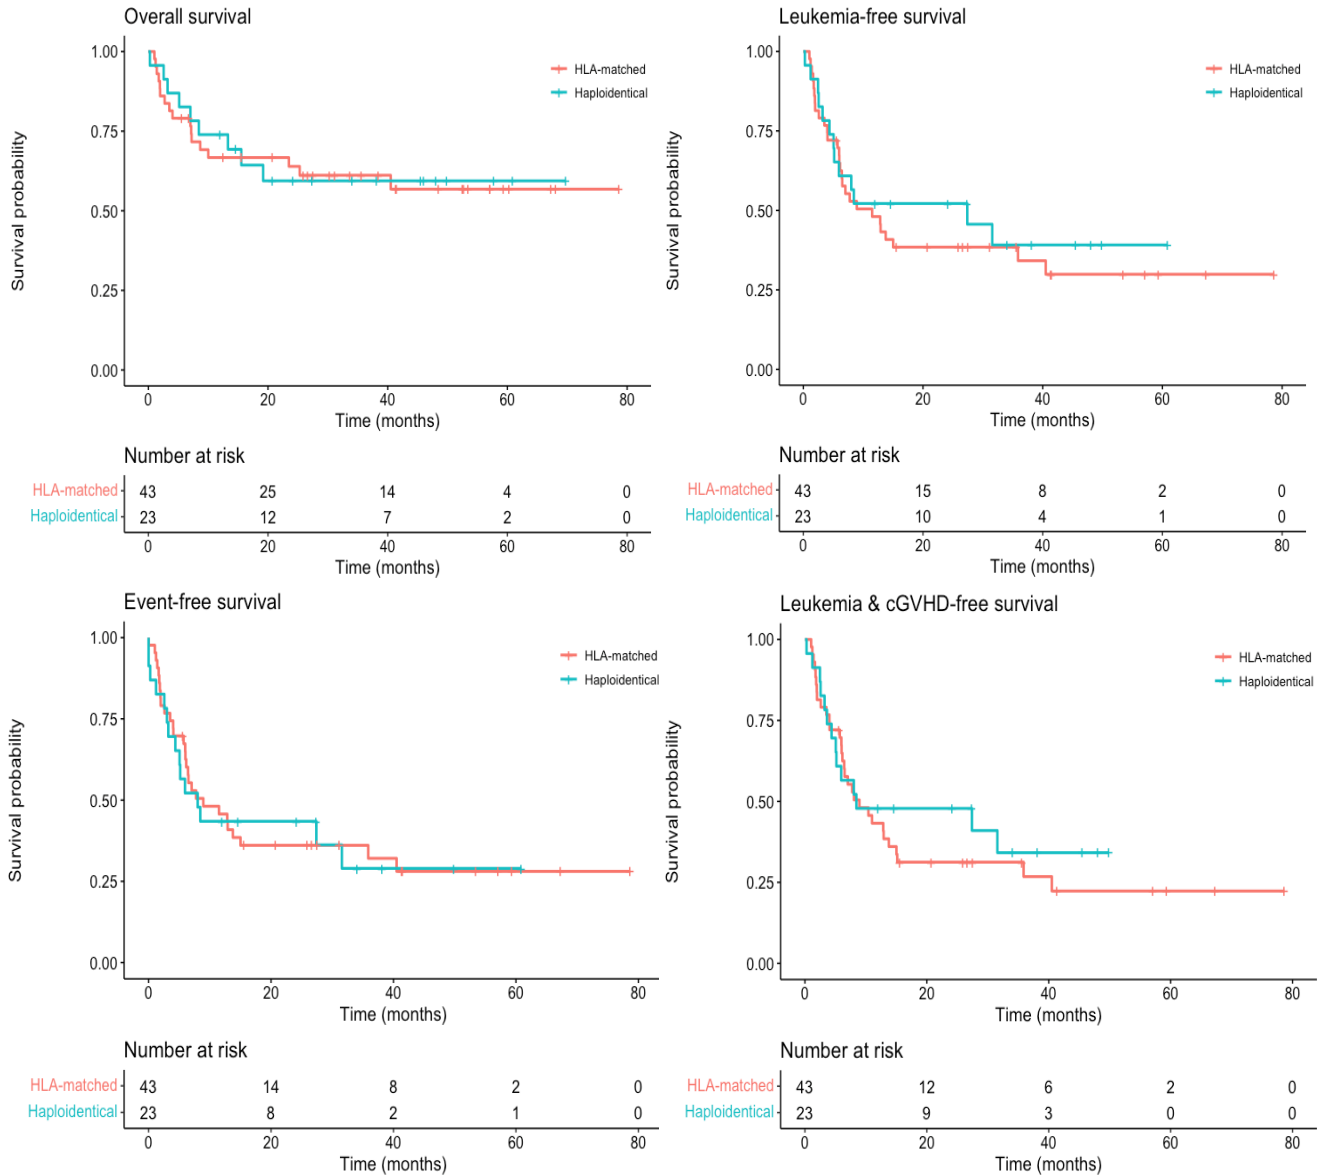 Overall survival
1.00
0.75
0.50
0.25
0.00
Survival probability
HLA-matched
Haploidentical
0 20 40 60 80
Time (months)
Number at risk
HLA-matched 43 25 14 4 0
Haploidentical 23 12 7 2 0
0 20 40 60 80
Time (months)
Leukemia-free survival
1.00
0.75
0.50
0.25
0.00
Survival probability
HLA-matched
Haploidentical
0 20 40 60 80
Time (months)
Number at risk
HLA-matched 43 15 8 2 0
Haploidentical 23 10 4 1 0
0 20 40 60 80
Time (months)
Event-free survival
1.00
0.75
0.50
0.25
0.00
Survival probability
HLA-matched
Haploidentical
0 20 40 60 80
Time (months)
Number at risk
HLA-matched 43 14 8 2 0
Haploidentical 23 8 2 1 0
0 20 40 60 80
Time (months)
Leukemia & cGVHD-free survival
1.00
0.75
0.50
0.25
0.00
Survival probability
HLA-matched
Haploidentical
0 20 40 60 80
Time (months)
Number at risk
HLA-matched 43 12 6 2 0
Haploidentical 23 9 3 0 0
0 20 40 60 80
Time (months)